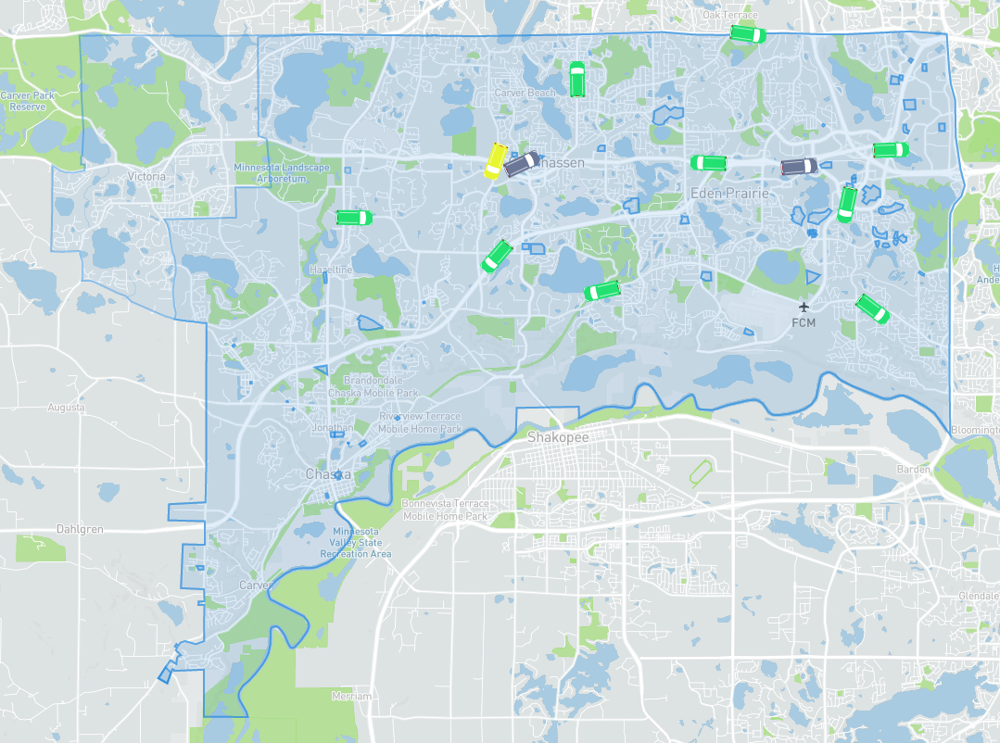 Oak Terrace
Carver Park
Reserve
Carver Beach
Minnesota Landscape
Arboretum
Victoria
Eden Prairie
Hazeltine
FCM
Brandondale
Chaska Mobile Park
Augusta
Riverview Terrace
Mobile Home Park
Jonathan
Shakopee
Bloomington
Barden
Chaska
Bonnevista Terrace
Mobile Home Park
Dahlgren
Minnesota
Valley State
Recreation Area
Carver
Glendale
Merriam